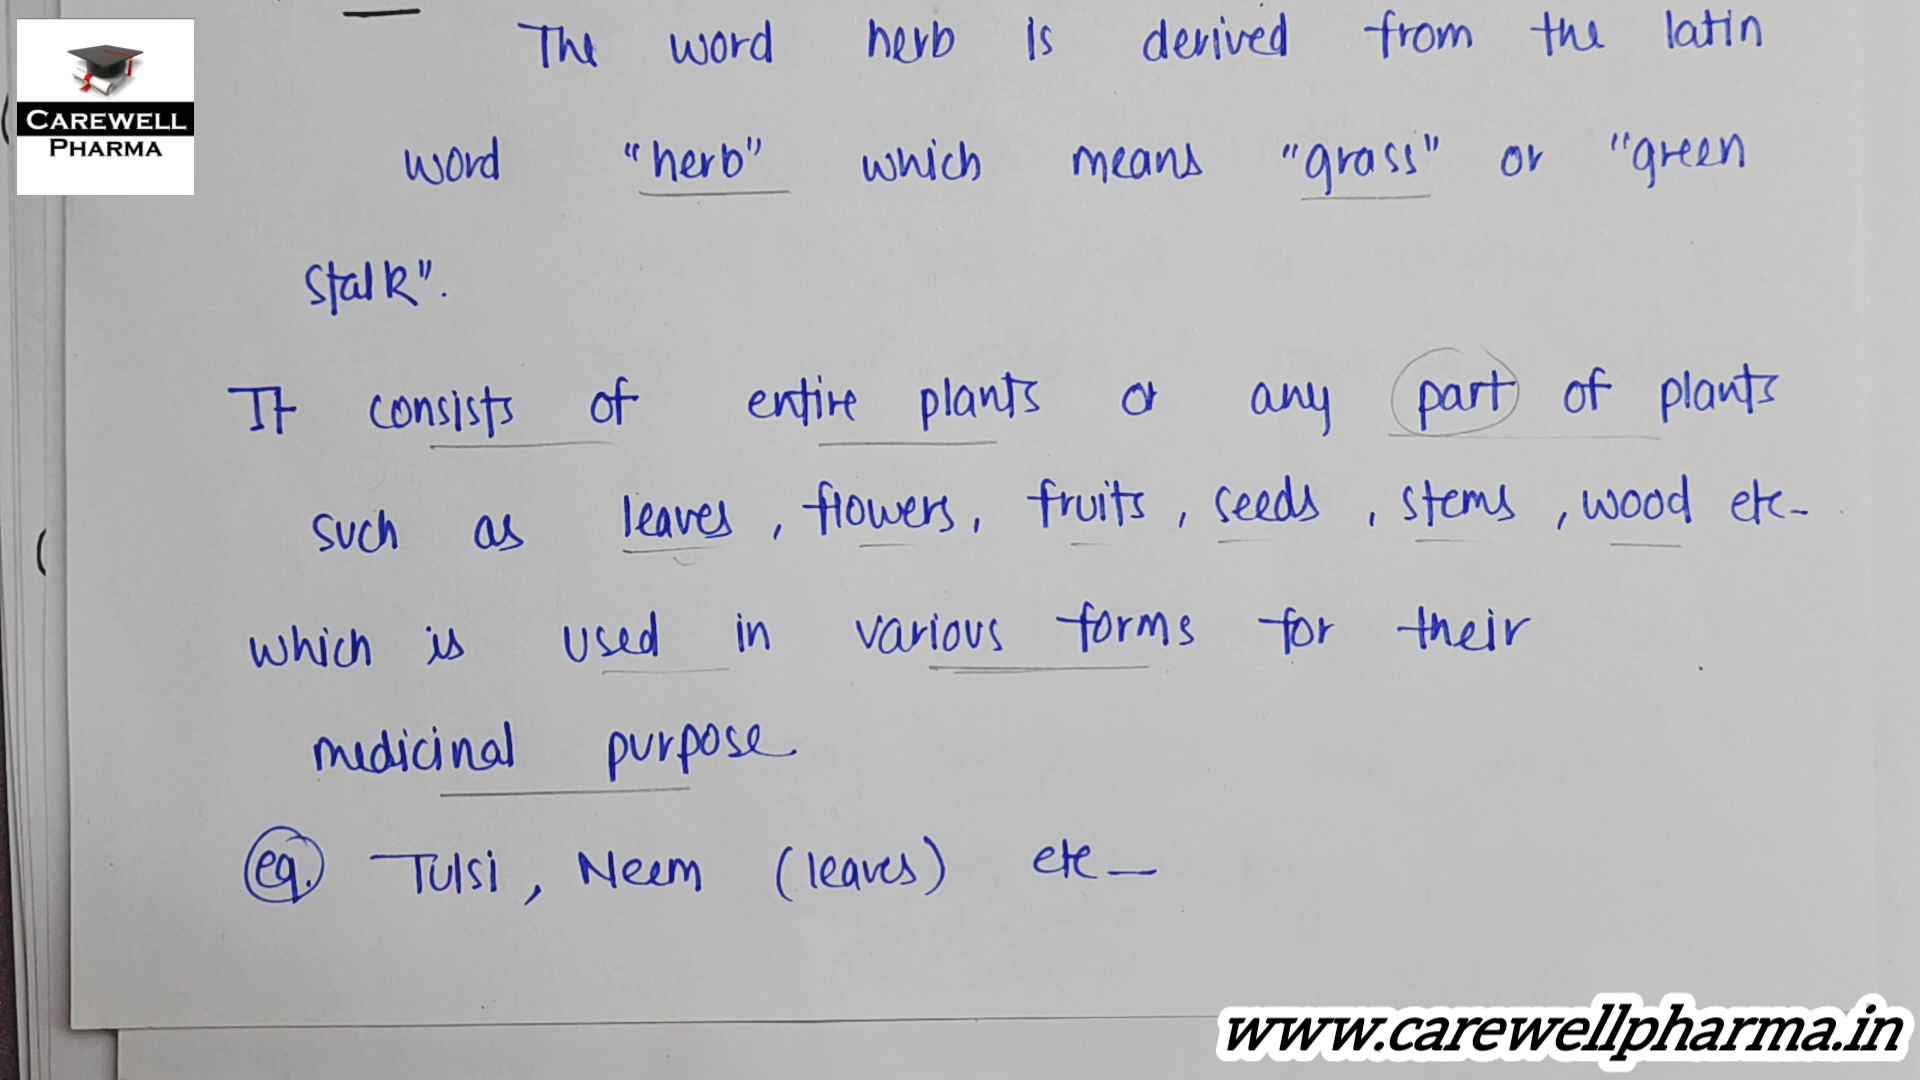 CAREWELL
PHARMA
The word herb is derived from the latin
word "herb" which means "grass" or "green
stalk".
It consists of entire plants or any part of plants
such as leaves, flowers, fruits, seeds, stems, wood etc-
which is used in various forms for their
medicinal purpose
eg. Tulsi, Neem (leaves) etc-
www.carewellpharma.in